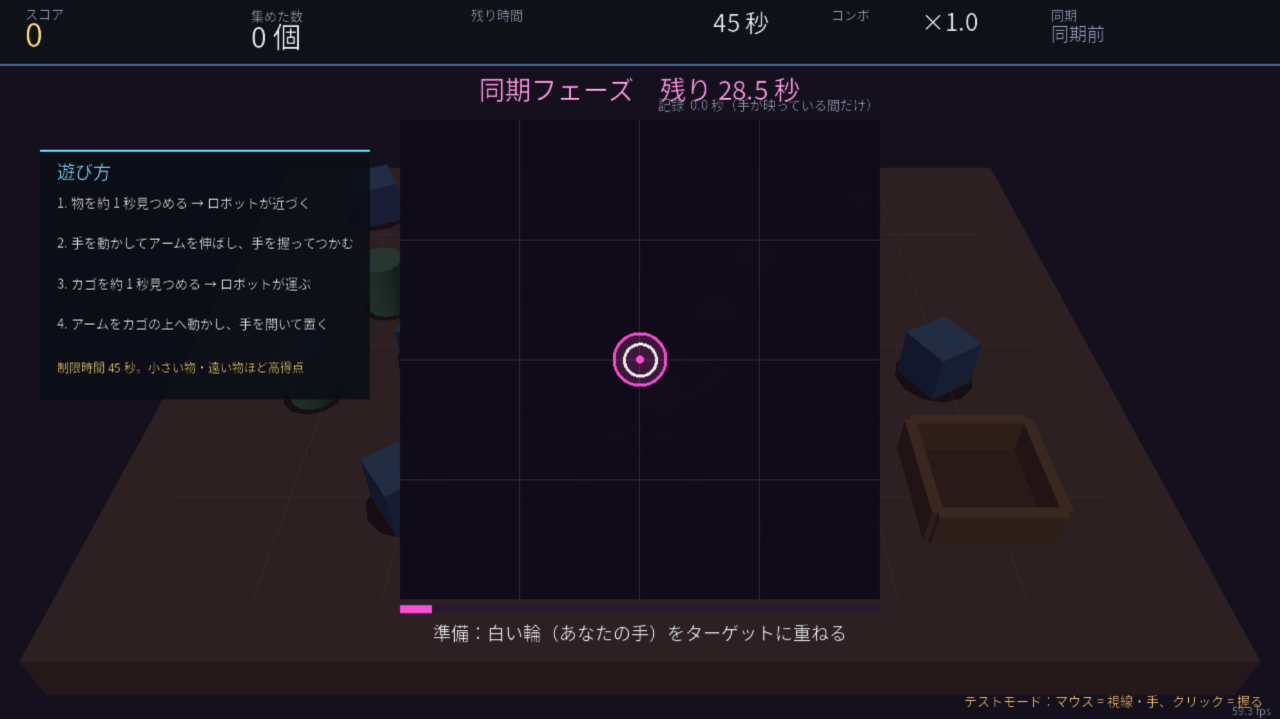 スコア
0
集めた数
0 個
残り時間
45 秒
コンボ
×1.0
同期
同期前
同期フェーズ 残り 28.5 秒
記録 0.0 秒（手が映っている間だけ）
遊び方
1. 物を約 1 秒見つめる → ロボットが近づく
2. 手を動かしてアームを伸ばし、手を握ってつかむ
3. カゴを約 1 秒見つめる → ロボットが運ぶ
4. アームをカゴの上へ動かし、手を開いて置く
制限時間 45 秒。小さい物・遠い物ほど高得点
準備：白い輪（あなたの手）をターゲットに重ねる
テストモード：マウス = 視線・手、クリック = 握る
59.3 fps